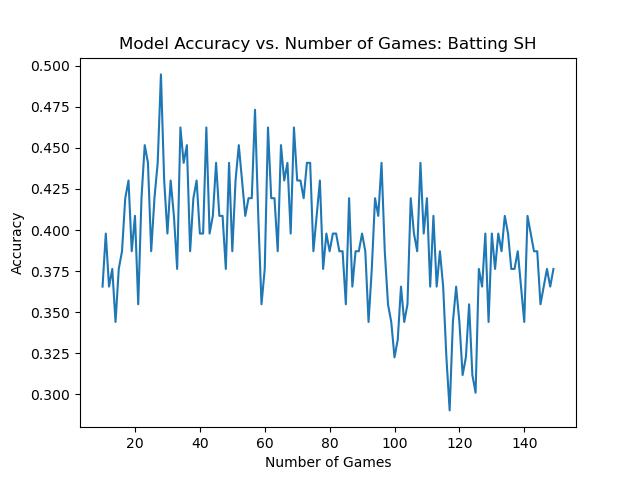 Model Accuracy vs. Number of Games: Batting SH
0.500
0.475
0.450
0.425
0.400
0.375
0.350
0.325
0.300
Accuracy
20 40 60 80 100 120 140
Number of Games